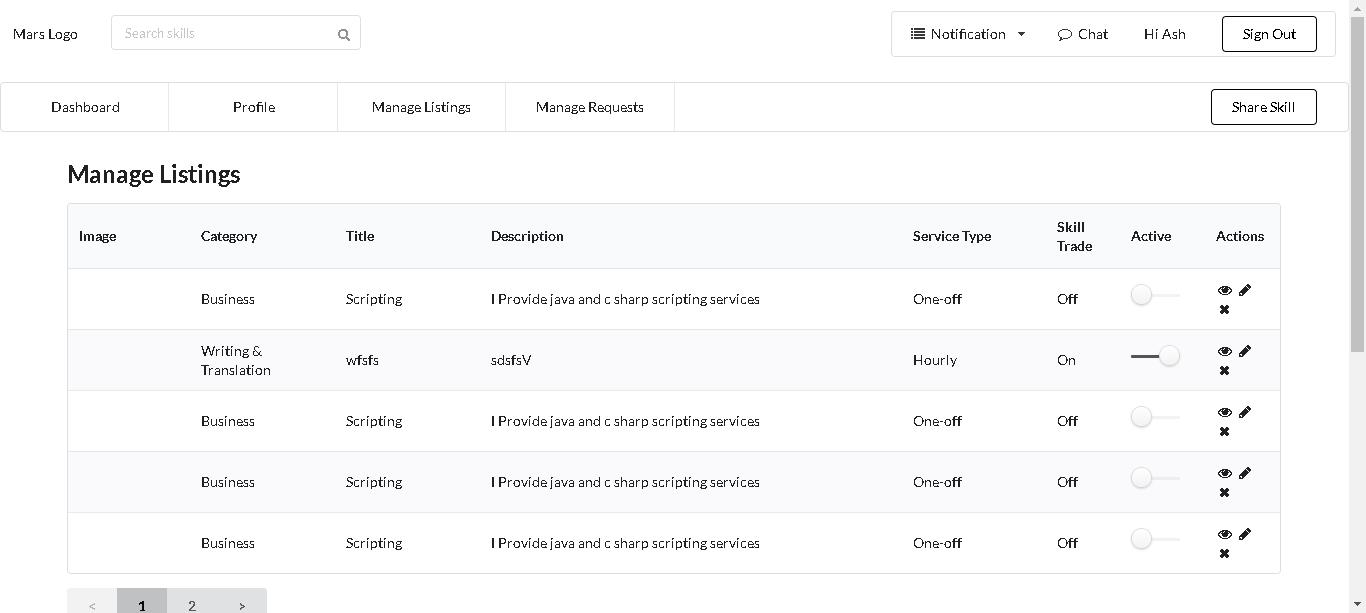 Mars Logo Search skills Notification Chat Hi Ash Sign Out
Dashboard Profile Manage Listings Manage Requests Share Skill
Manage Listings
Image Category Title Description Service Type Skill Trade Active Actions
Business Scripting I Provide java and c sharp scripting services One-off Off
Writing & Translation wfsfs sdsfsV Hourly On
Business Scripting I Provide java and c sharp scripting services One-off Off
Business Scripting I Provide java and c sharp scripting services One-off Off
Business Scripting I Provide java and c sharp scripting services One-off Off
< 1 2 >